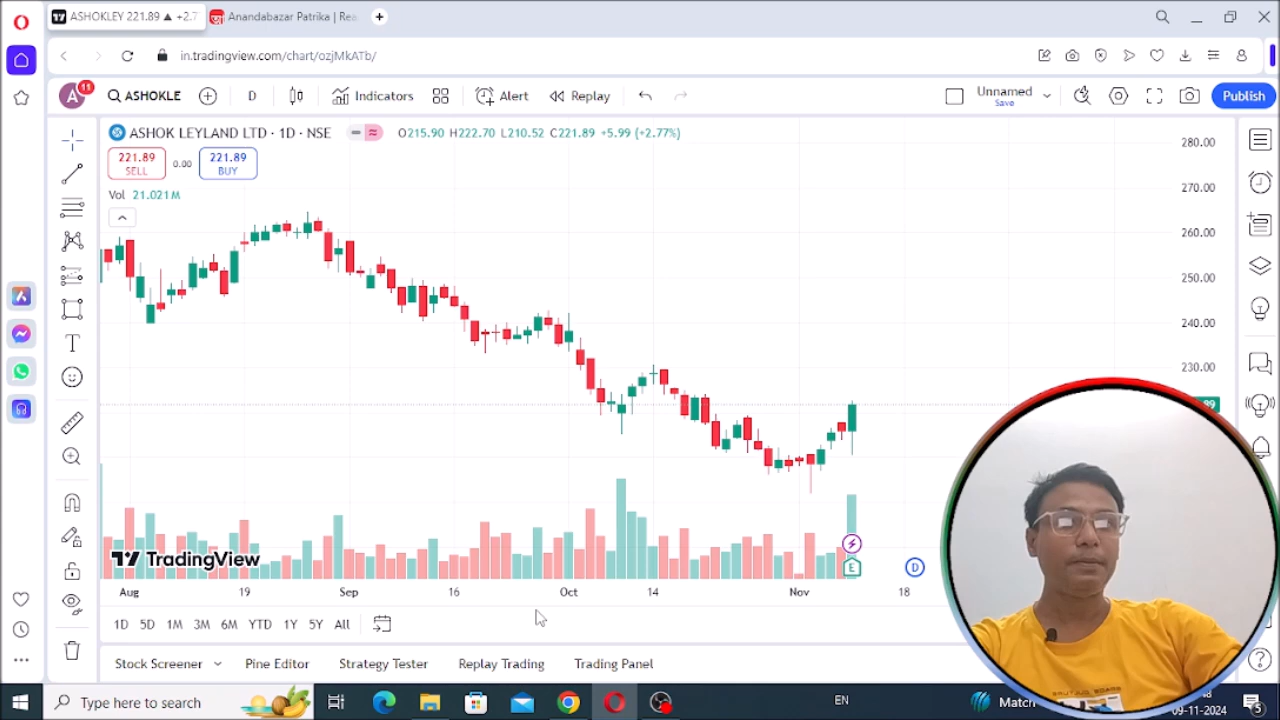 ASHOKLEY 221.89 ▲ +2.7
Anandabazar Patrika | Rea
in.tradingview.com/chart/ozjMkATb/
A 11 ASHOKLE D Indicators Alert Replay Unnamed Save Publish
ASHOK LEYLAND LTD · 1D · NSE O215.90 H222.70 L210.52 C221.89 +5.99 (+2.77%)
221.89 SELL 0.00 221.89 BUY
Vol 21.021M
280.00
270.00
260.00
250.00
240.00
230.00
TradingView
E D
Aug 19 Sep 16 Oct 14 Nov 18
1D 5D 1M 3M 6M YTD 1Y 5Y All
Stock Screener Pine Editor Strategy Tester Replay Trading Trading Panel
Type here to search EN Match
09-11-2024 5